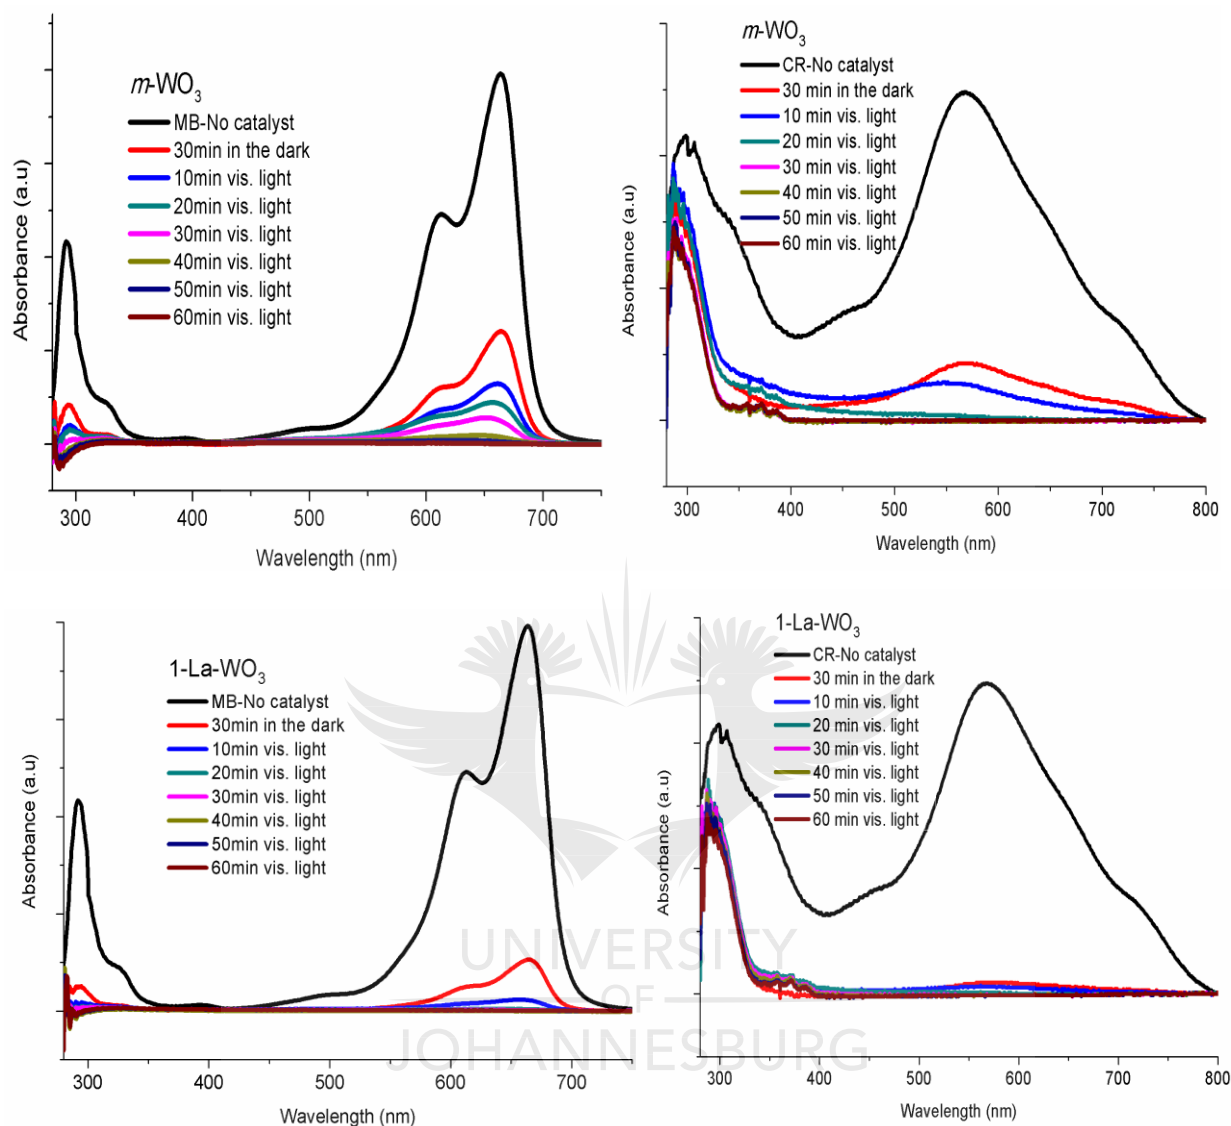 m-WO3
MB-No catalyst
30min in the dark
10min vis. light
20min vis. light
30min vis. light
40min vis. light
50min vis. light
60min vis. light
Absorbance (a.u)
300 400 500 600 700
Wavelength (nm)
m-WO3
CR-No catalyst
30 min in the dark
10 min vis. light
20 min vis. light
30 min vis. light
40 min vis. light
50 min vis. light
60 min vis. light
Absorbance (a.u)
300 400 500 600 700 800
Wavelength (nm)
1-La-WO3
MB-No catalyst
30min in the dark
10min vis. light
20min vis. light
30min vis. light
40min vis. light
50min vis. light
60min vis. light
Absorbance (a.u)
300 400 500 600 700
Wavelength (nm)
1-La-WO3
CR-No catalyst
30 min in the dark
10 min vis. light
20 min vis. light
30 min vis. light
40 min vis. light
50 min vis. light
60 min vis. light
Absorbance (a.u)
300 400 500 600 700 800
Wavelength (nm)
UNIVERSITY
OF
JOHANNESBURG